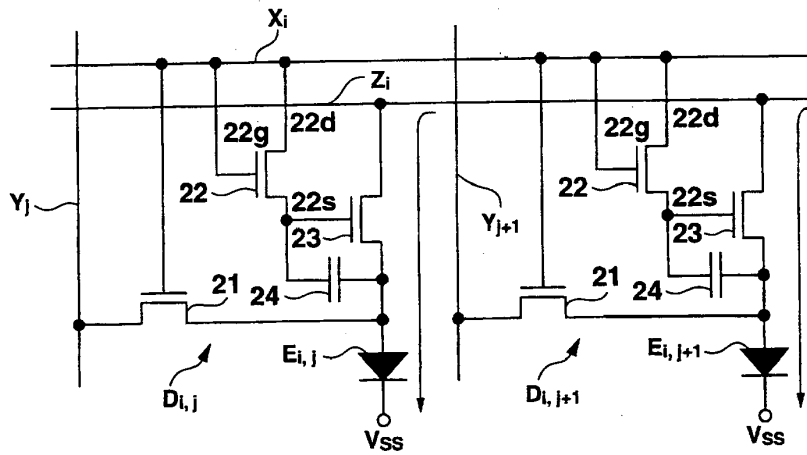 Xi
Zi
22g 22d 22g 22d
22 22
Yj 22s Yj+1 22s
23 23
21 24 21 24
Ei, j Ei, j+1
Di, j Di, j+1
VSS VSS